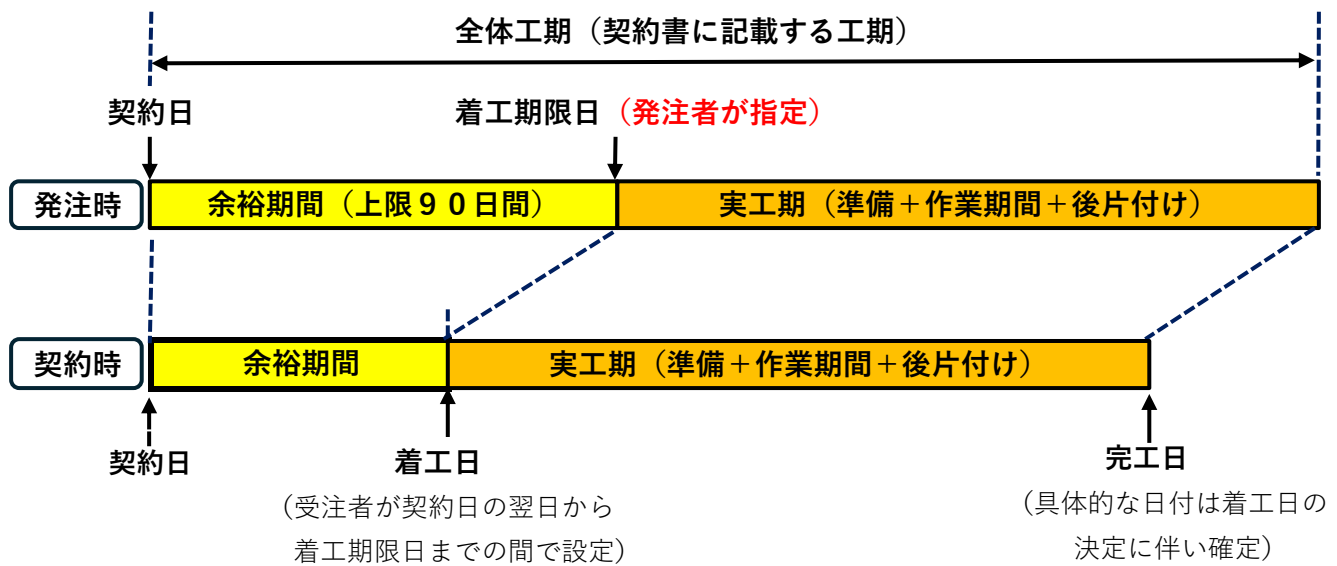 全体工期（契約書に記載する工期）
契約日
着工期限日（発注者が指定）
発注時
余裕期間（上限９０日間）
実工期（準備＋作業期間＋後片付け）
契約時
余裕期間
実工期（準備＋作業期間＋後片付け）
契約日
着工日
（受注者が契約日の翌日から
着工期限日までの間で設定）
完工日
（具体的な日付は着工日の
決定に伴い確定）